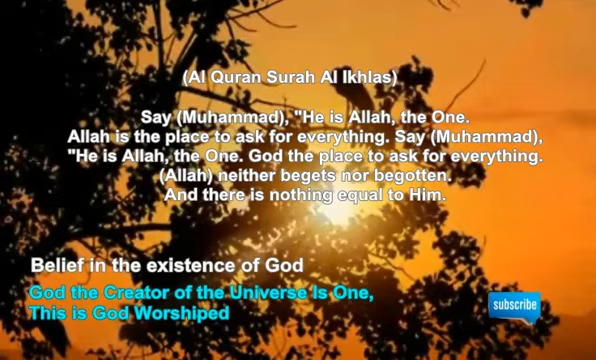 (Al Quran Surah Al Ikhlas)
Say (Muhammad), "He is Allah, the One.
Allah is the place to ask for everything. Say (Muhammad),
"He is Allah, the One. God the place to ask for everything.
(Allah) neither begets nor begotten.
And there is nothing equal to Him.
Belief in the existence of God
God the Creator of the Universe Is One,
This is God Worshiped
subscribe